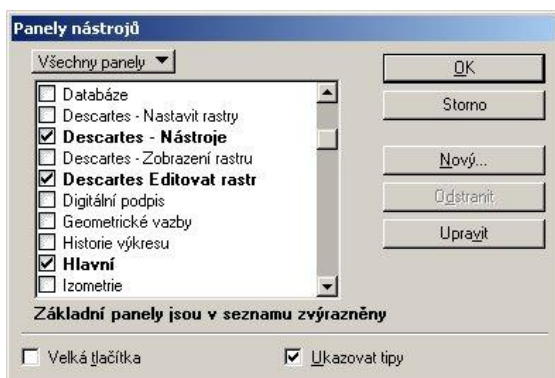 Panely nástrojů
Všechny panely
OK
Databáze
Storno
Descartes - Nastavit rastry
Descartes - Nástroje
Descartes - Zobrazení rastru
Nový...
Descartes Editovat rastr
Digitální podpis
Odstranit
Geometrické vazby
Historie výkresu
Upravit
Hlavní
Izometrie
Základní panely jsou v seznamu zvýrazněny
Velká tlačítka
Ukazovat tipy